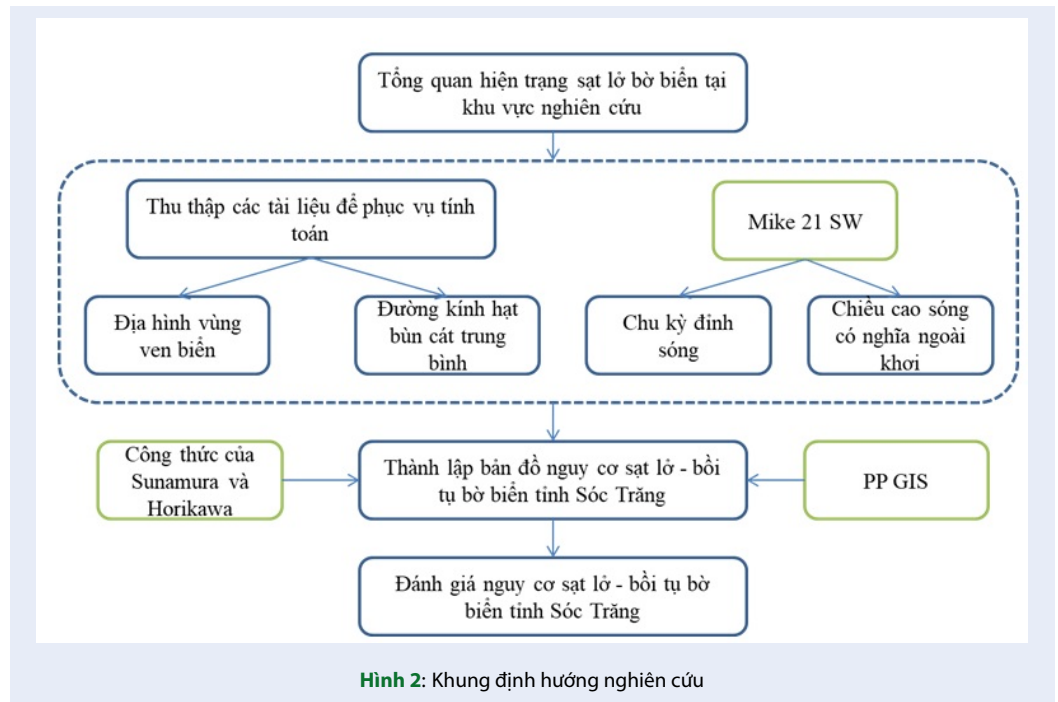 Tổng quan hiện trạng sạt lở bờ biển tại
khu vực nghiên cứu
Thu thập các tài liệu để phục vụ tính
toán
Mike 21 SW
Địa hình vùng
ven biển
Đường kính hạt
bùn cát trung
bình
Chu kỳ đỉnh
sóng
Chiều cao sóng
có nghĩa ngoài
khơi
Công thức của
Sunamura và
Horikawa
Thành lập bản đồ nguy cơ sạt lở - bồi
tụ bờ biển tỉnh Sóc Trăng
PP GIS
Đánh giá nguy cơ sạt lở - bồi tụ bờ
biển tỉnh Sóc Trăng
Hình 2: Khung định hướng nghiên cứu